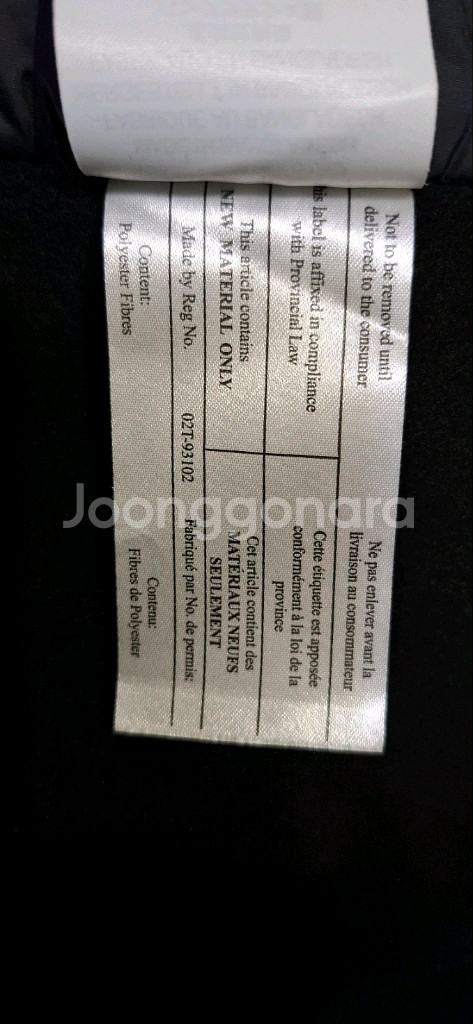 Not to be removed until
delivered to the consumer
Ne pas enlever avant la
livraison au consommateur
his label is affixed in compliance
with Provincial Law
Cette étiquette est apposée
conformément à la loi de la
province
This article contains
NEW MATERIAL ONLY
Cet article contient des
MATÉRIAUX NEUFS
SEULEMENT
Made by Reg No.
02T-93102
Fabriqué par No. de permis:
Content:
Polyester Fibres
Contenu:
Fibres de Polyester
Joonggonara